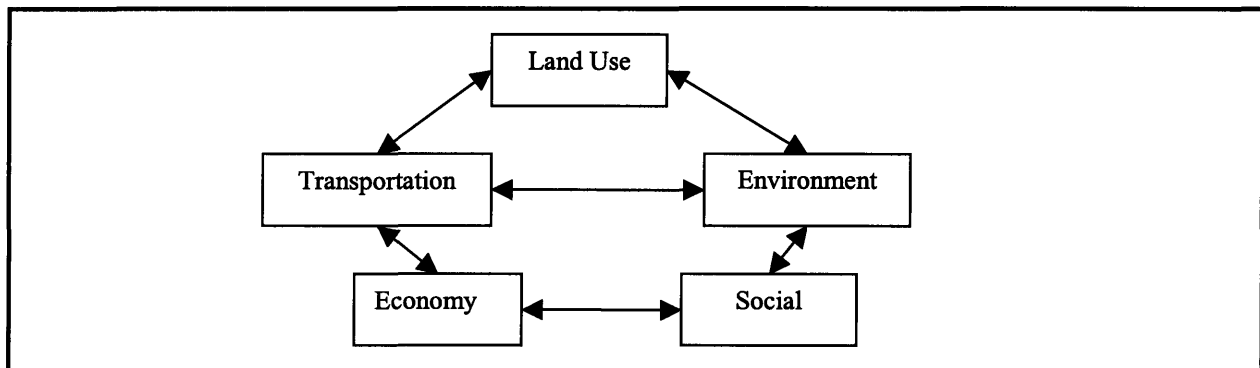 Land Use
Transportation
Environment
Economy
Social